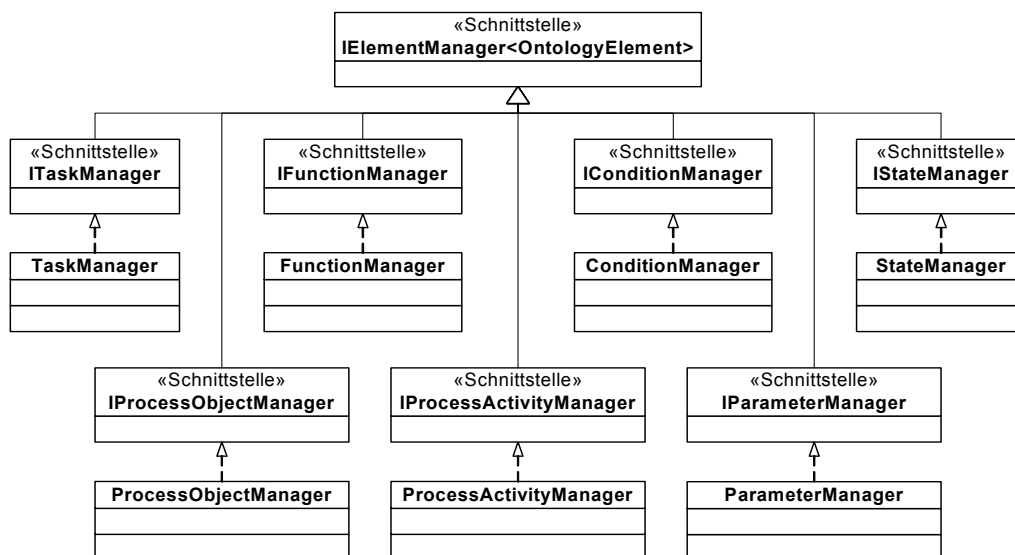 «Schnittstelle»
IElementManager<OntologyElement>
«Schnittstelle»
ITaskManager
«Schnittstelle»
IFunctionManager
«Schnittstelle»
IConditionManager
«Schnittstelle»
IStateManager
TaskManager
FunctionManager
ConditionManager
StateManager
«Schnittstelle»
IProcessObjectManager
«Schnittstelle»
IProcessActivityManager
«Schnittstelle»
IParameterManager
ProcessObjectManager
ProcessActivityManager
ParameterManager